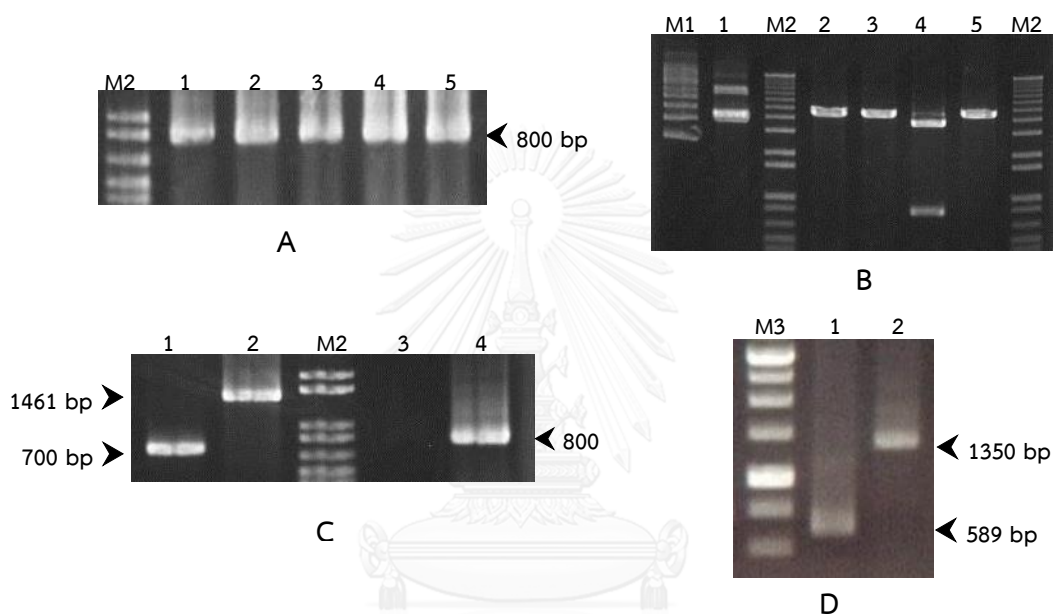 M2 1 2 3 4 5
800 bp
A
M1 1 M2 2 3 4 5 M2
B
1 2 M2 3 4
1461 bp
700 bp
800
C
M3 1 2
1350 bp
589 bp
D